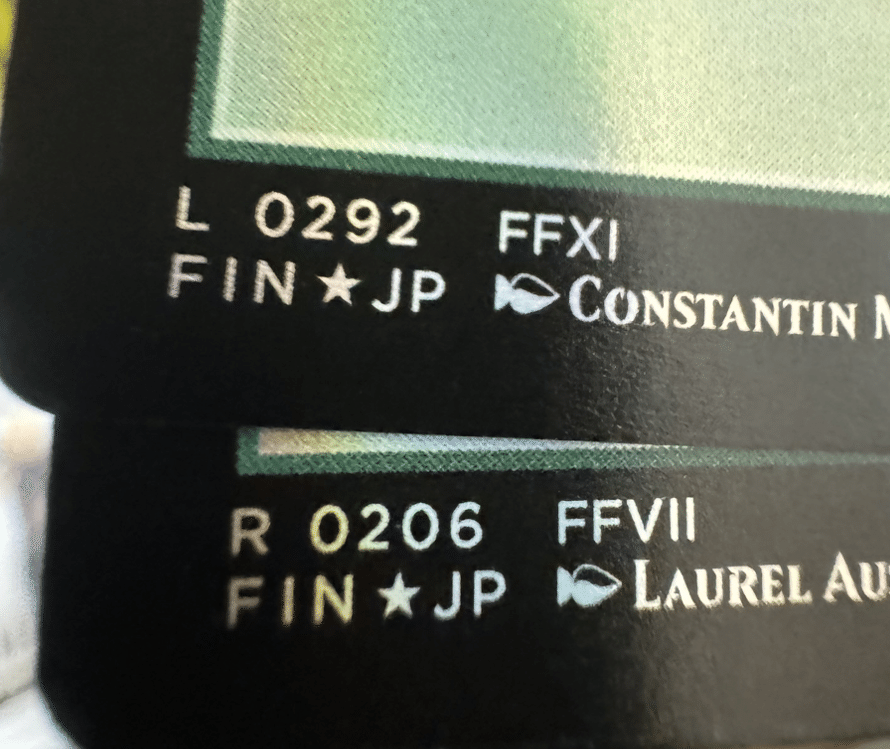 L 0292 FFXI
FIN★JP CONSTANTIN
R 0206 FFVII
FIN★JP LAUREL